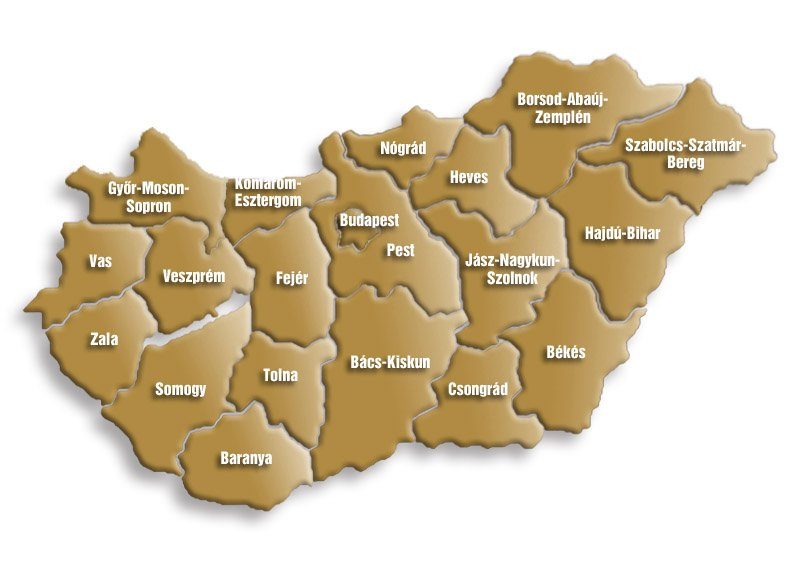 Borsod-Abaúj-
Zemplén
Nógrád
Szabolcs-Szatmár-
Bereg
Heves
Győr-Moson-
Sopron
Komárom-
Esztergom
Budapest
Hajdú-Bihar
Pest
Vas
Veszprém
Fejér
Jász-Nagykun-
Szolnok
Zala
Békés
Bács-Kiskun
Tolna
Somogy
Csongrád
Baranya